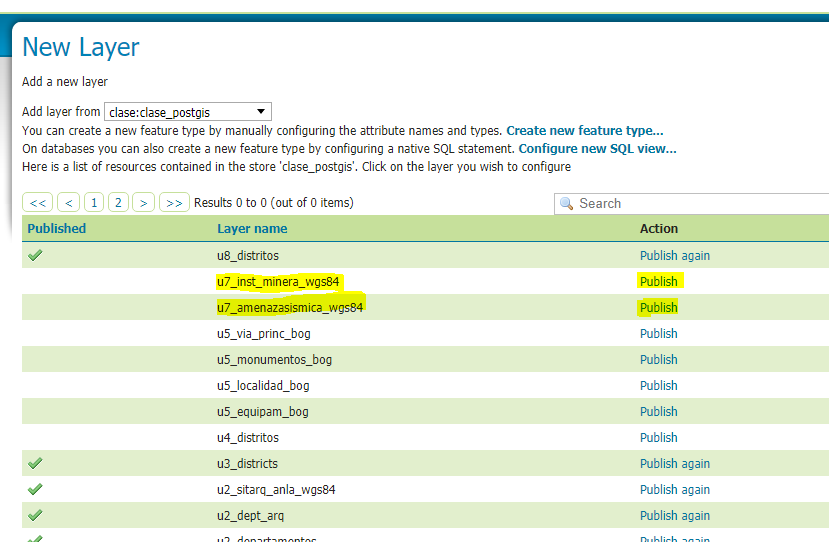 New Layer
Add a new layer
Add layer from clase:clase_postgis
You can create a new feature type by manually configuring the attribute names and types. Create new feature type...
On databases you can also create a new feature type by configuring a native SQL statement. Configure new SQL view...
Here is a list of resources contained in the store 'clase_postgis'. Click on the layer you wish to configure
<< < 1 2 > >> Results 0 to 0 (out of 0 items) Search
Published Layer name Action
u8_distritos Publish again
u7_inst_minera_wgs84 Publish
u7_amenazasismica_wgs84 Publish
u5_via_princ_bog Publish
u5_monumentos_bog Publish
u5_localidad_bog Publish
u5_equipam_bog Publish
u4_distritos Publish
u3_districts Publish again
u2_sitarq_anla_wgs84 Publish again
u2_dept_arq Publish again
u2_departamentos Publish again